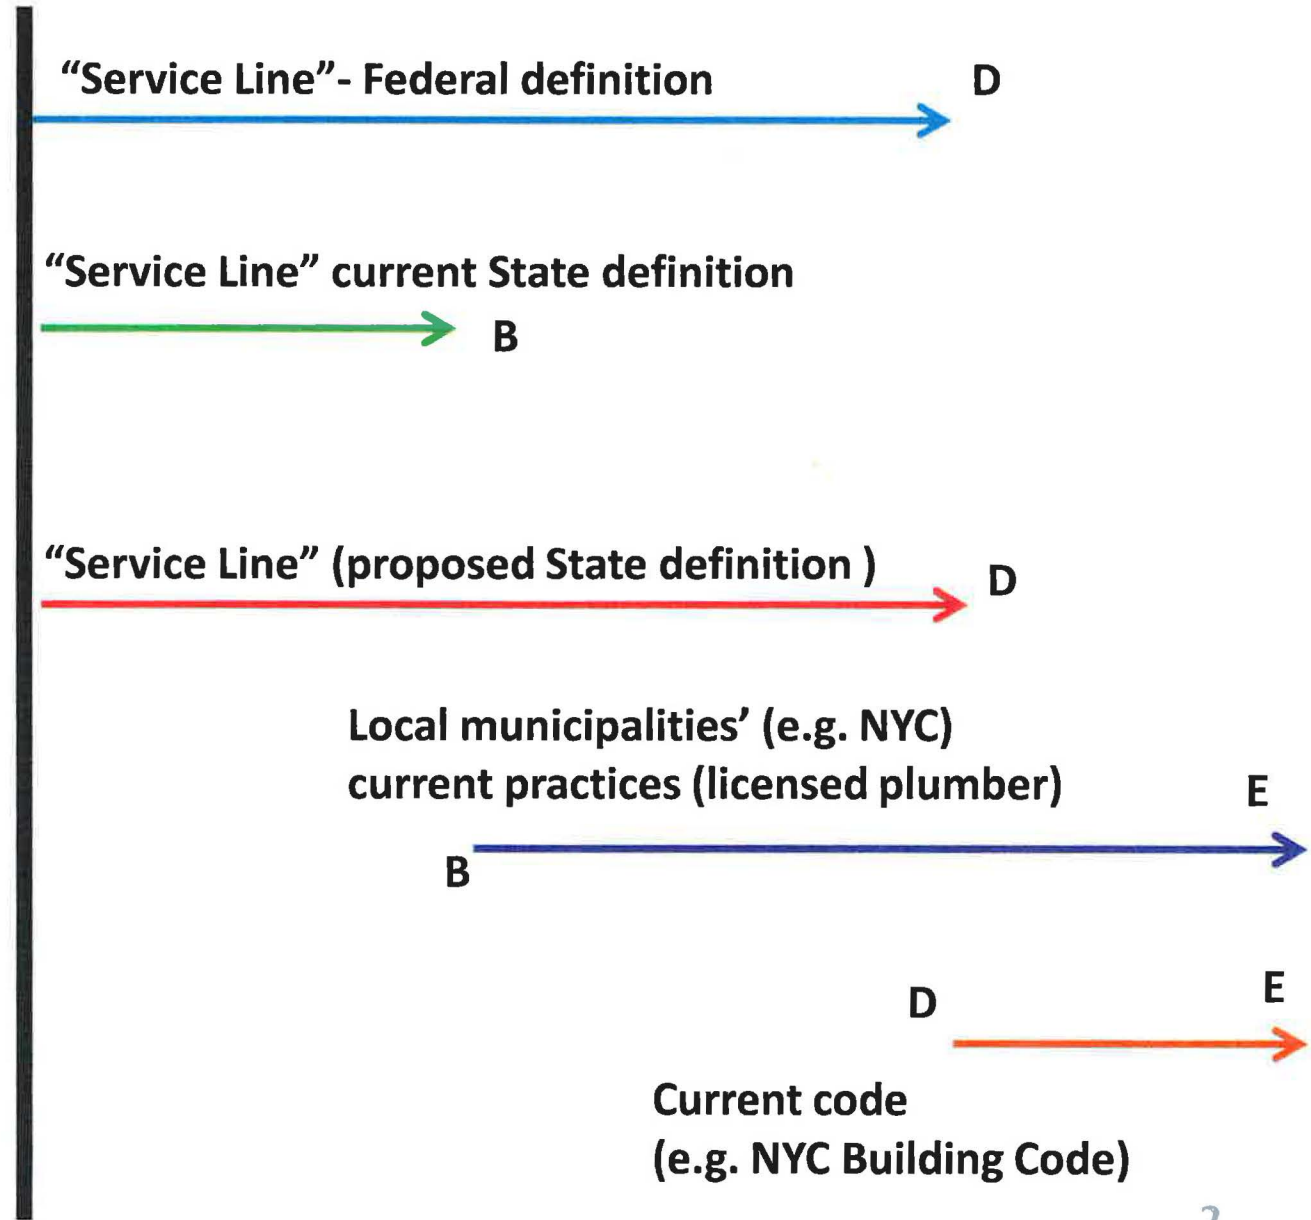 “Service Line”- Federal definition D
“Service Line” current State definition
B
“Service Line” (proposed State definition )
D
Local municipalities’ (e.g. NYC)
current practices (licensed plumber) E
B
D E
Current code
(e.g. NYC Building Code)